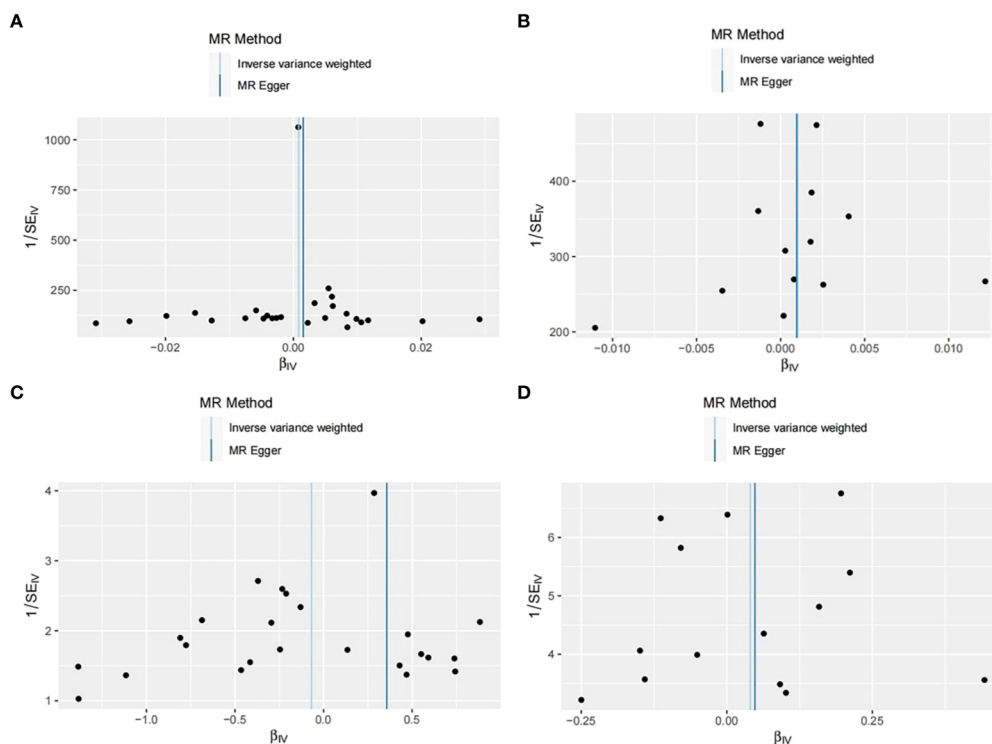 A
MR Method
Inverse variance weighted
MR Egger
1000
750
500
250
1/SE_IV
−0.02
0.00
0.02
β_IV
B
MR Method
Inverse variance weighted
MR Egger
400
300
200
1/SE_IV
−0.010
−0.005
0.000
0.005
0.010
β_IV
C
MR Method
Inverse variance weighted
MR Egger
4
3
2
1
1/SE_IV
−1.0
−0.5
0.0
0.5
β_IV
D
MR Method
Inverse variance weighted
MR Egger
6
5
4
1/SE_IV
−0.25
0.00
0.25
β_IV